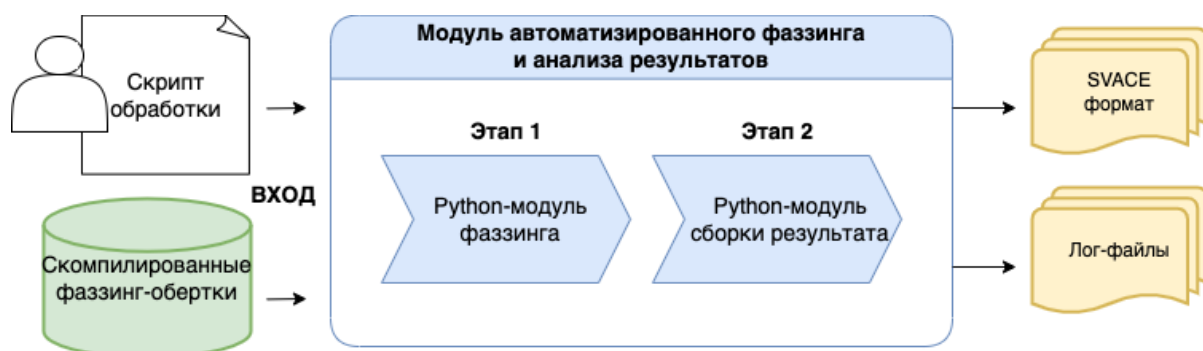 Скрипт
обработки
ВХОД
Скомпилированные
фаззинг-обертки
Модуль автоматизированного фаззинга
и анализа результатов
Этап 1
Python-модуль
фаззинга
Этап 2
Python-модуль
сборки результата
SVACE
формат
Лог-файлы